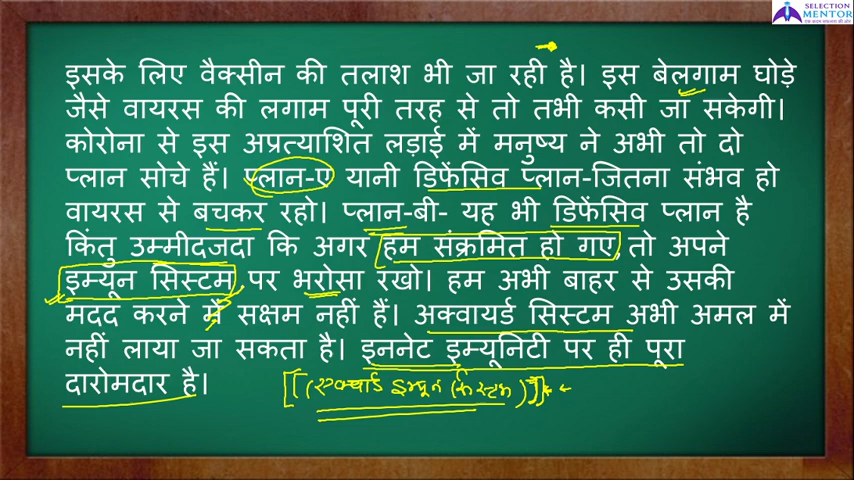 SELECTION
MENTOR
इसके लिए वैक्सीन की तलाश भी जा रही है। इस बेलगाम घोड़े
जैसे वायरस की लगाम पूरी तरह से तो तभी कसी जा सकेगी।
कोरोना से इस अप्रत्याशित लड़ाई में मनुष्य ने अभी तो दो
प्लान सोचे हैं। प्लान-ए यानी डिफेंसिव प्लान-जितना संभव हो
वायरस से बचकर रहो। प्लान-बी- यह भी डिफेंसिव प्लान है
किंतु उम्मीदजदा कि अगर हम संक्रमित हो गए, तो अपने
इम्यून सिस्टम पर भरोसा रखो। हम अभी बाहर से उसकी
मदद करने में सक्षम नहीं हैं। अक्वायर्ड सिस्टम अभी अमल में
नहीं लाया जा सकता है। इननेट इम्यूनिटी पर ही पूरा
दारोमदार है।